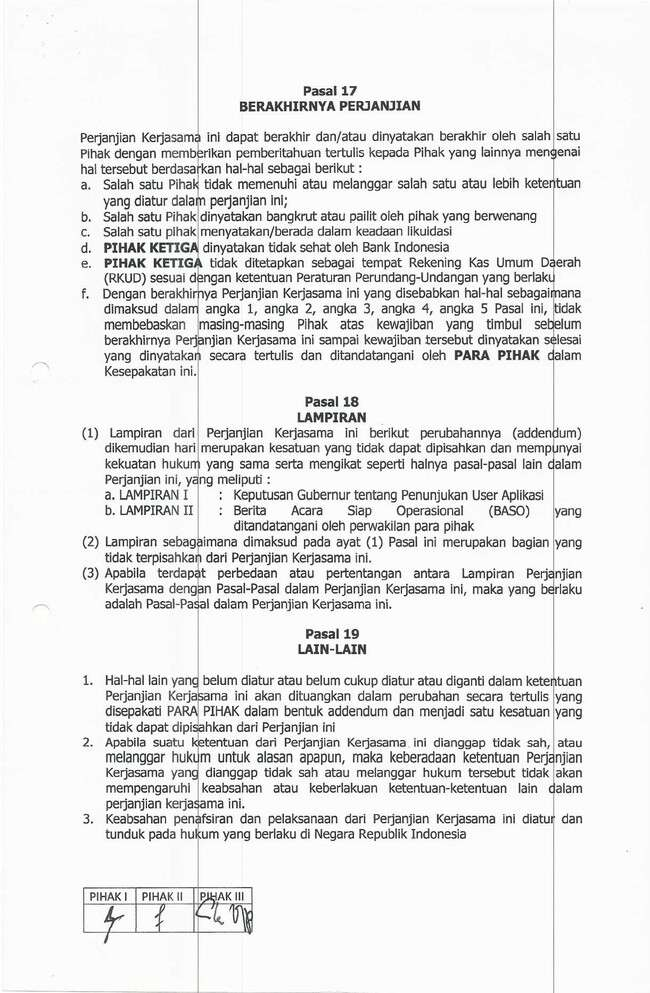 Pasal 17
BERAKHIRNYA PERJANJIAN
Perjanjian Kerjasama ini dapat berakhir dan/atau dinyatakan berakhir oleh salah satu
Pihak dengan memberikan pemberitahuan tertulis kepada Pihak yang lainnya mengenai
hal tersebut berdasarkan hal-hal sebagai berikut :
a. Salah satu Pihak tidak memenuhi atau melanggar salah satu atau lebih ketentuan
yang diatur dalam perjanjian ini;
b. Salah satu Pihak dinyatakan bangkrut atau pailit oleh pihak yang berwenang
c. Salah satu pihak menyatakan/berada dalam keadaan likuidasi
d. PIHAK KETIGA dinyatakan tidak sehat oleh Bank Indonesia
e. PIHAK KETIGA tidak ditetapkan sebagai tempat Rekening Kas Umum Daerah
(RKUD) sesuai dengan ketentuan Peraturan Perundang-Undangan yang berlaku
f. Dengan berakhirnya Perjanjian Kerjasama ini yang disebabkan hal-hal sebagaimana
dimaksud dalam angka 1, angka 2, angka 3, angka 4, angka 5 Pasal ini, tidak
membebaskan masing-masing Pihak atas kewajiban yang timbul sebelum
berakhirnya Perjanjian Kerjasama ini sampai kewajiban tersebut dinyatakan selesai
yang dinyatakan secara tertulis dan ditandatangani oleh PARA PIHAK dalam
Kesepakatan ini.
Pasal 18
LAMPIRAN
(1) Lampiran dari Perjanjian Kerjasama ini berikut perubahannya (addendum)
dikemudian hari merupakan kesatuan yang tidak dapat dipisahkan dan mempunyai
kekuatan hukum yang sama serta mengikat seperti halnya pasal-pasal lain dalam
Perjanjian ini, yang meliputi :
a. LAMPIRAN I : Keputusan Gubernur tentang Penunjukan User Aplikasi
b. LAMPIRAN II : Berita Acara Siap Operasional (BASO) yang
ditandatangani oleh perwakilan para pihak
(2) Lampiran sebagaimana dimaksud pada ayat (1) Pasal ini merupakan bagian yang
tidak terpisahkan dari Perjanjian Kerjasama ini.
(3) Apabila terdapat perbedaan atau pertentangan antara Lampiran Perjanjian
Kerjasama dengan Pasal-Pasal dalam Perjanjian Kerjasama ini, maka yang berlaku
adalah Pasal-Pasal dalam Perjanjian Kerjasama ini.
Pasal 19
LAIN-LAIN
1. Hal-hal lain yang belum diatur atau belum cukup diatur atau diganti dalam ketentuan
Perjanjian Kerjasama ini akan dituangkan dalam perubahan secara tertulis yang
disepakati PARA PIHAK dalam bentuk addendum dan menjadi satu kesatuan yang
tidak dapat dipisahkan dari Perjanjian ini
2. Apabila suatu ketentuan dari Perjanjian Kerjasama ini dianggap tidak sah, atau
melanggar hukum untuk alasan apapun, maka keberadaan ketentuan Perjanjian
Kerjasama yang dianggap tidak sah atau melanggar hukum tersebut tidak akan
mempengaruhi keabsahan atau keberlakuan ketentuan-ketentuan lain dalam
perjanjian kerjasama ini.
3. Keabsahan penafsiran dan pelaksanaan dari Perjanjian Kerjasama ini diatur dan
tunduk pada hukum yang berlaku di Negara Republik Indonesia
PIHAK I PIHAK II PIHAK III